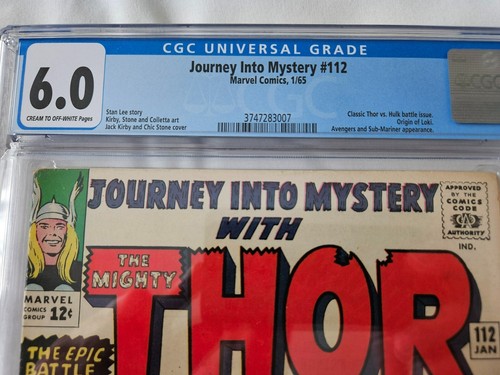 CGC UNIVERSAL GRADE
6.0
CREAM TO OFF-WHITE Pages
Journey Into Mystery #112
Marvel Comics, 1/65
Stan Lee story
Kirby, Stone and Colletta art
Jack Kirby and Chic Stone cover
3747283007
Classic Thor vs. Hulk battle issue.
Origin of Loki.
Avengers and Sub-Mariner appearance.
CGC
JOURNEY INTO MYSTERY
WITH
THE
MIGHTY
THOR
APPROVED
BY THE
COMICS
CODE
AUTHORITY
IND.
MARVEL
COMICS
GROUP 12¢
112
JAN
THE EPIC
BATTLE